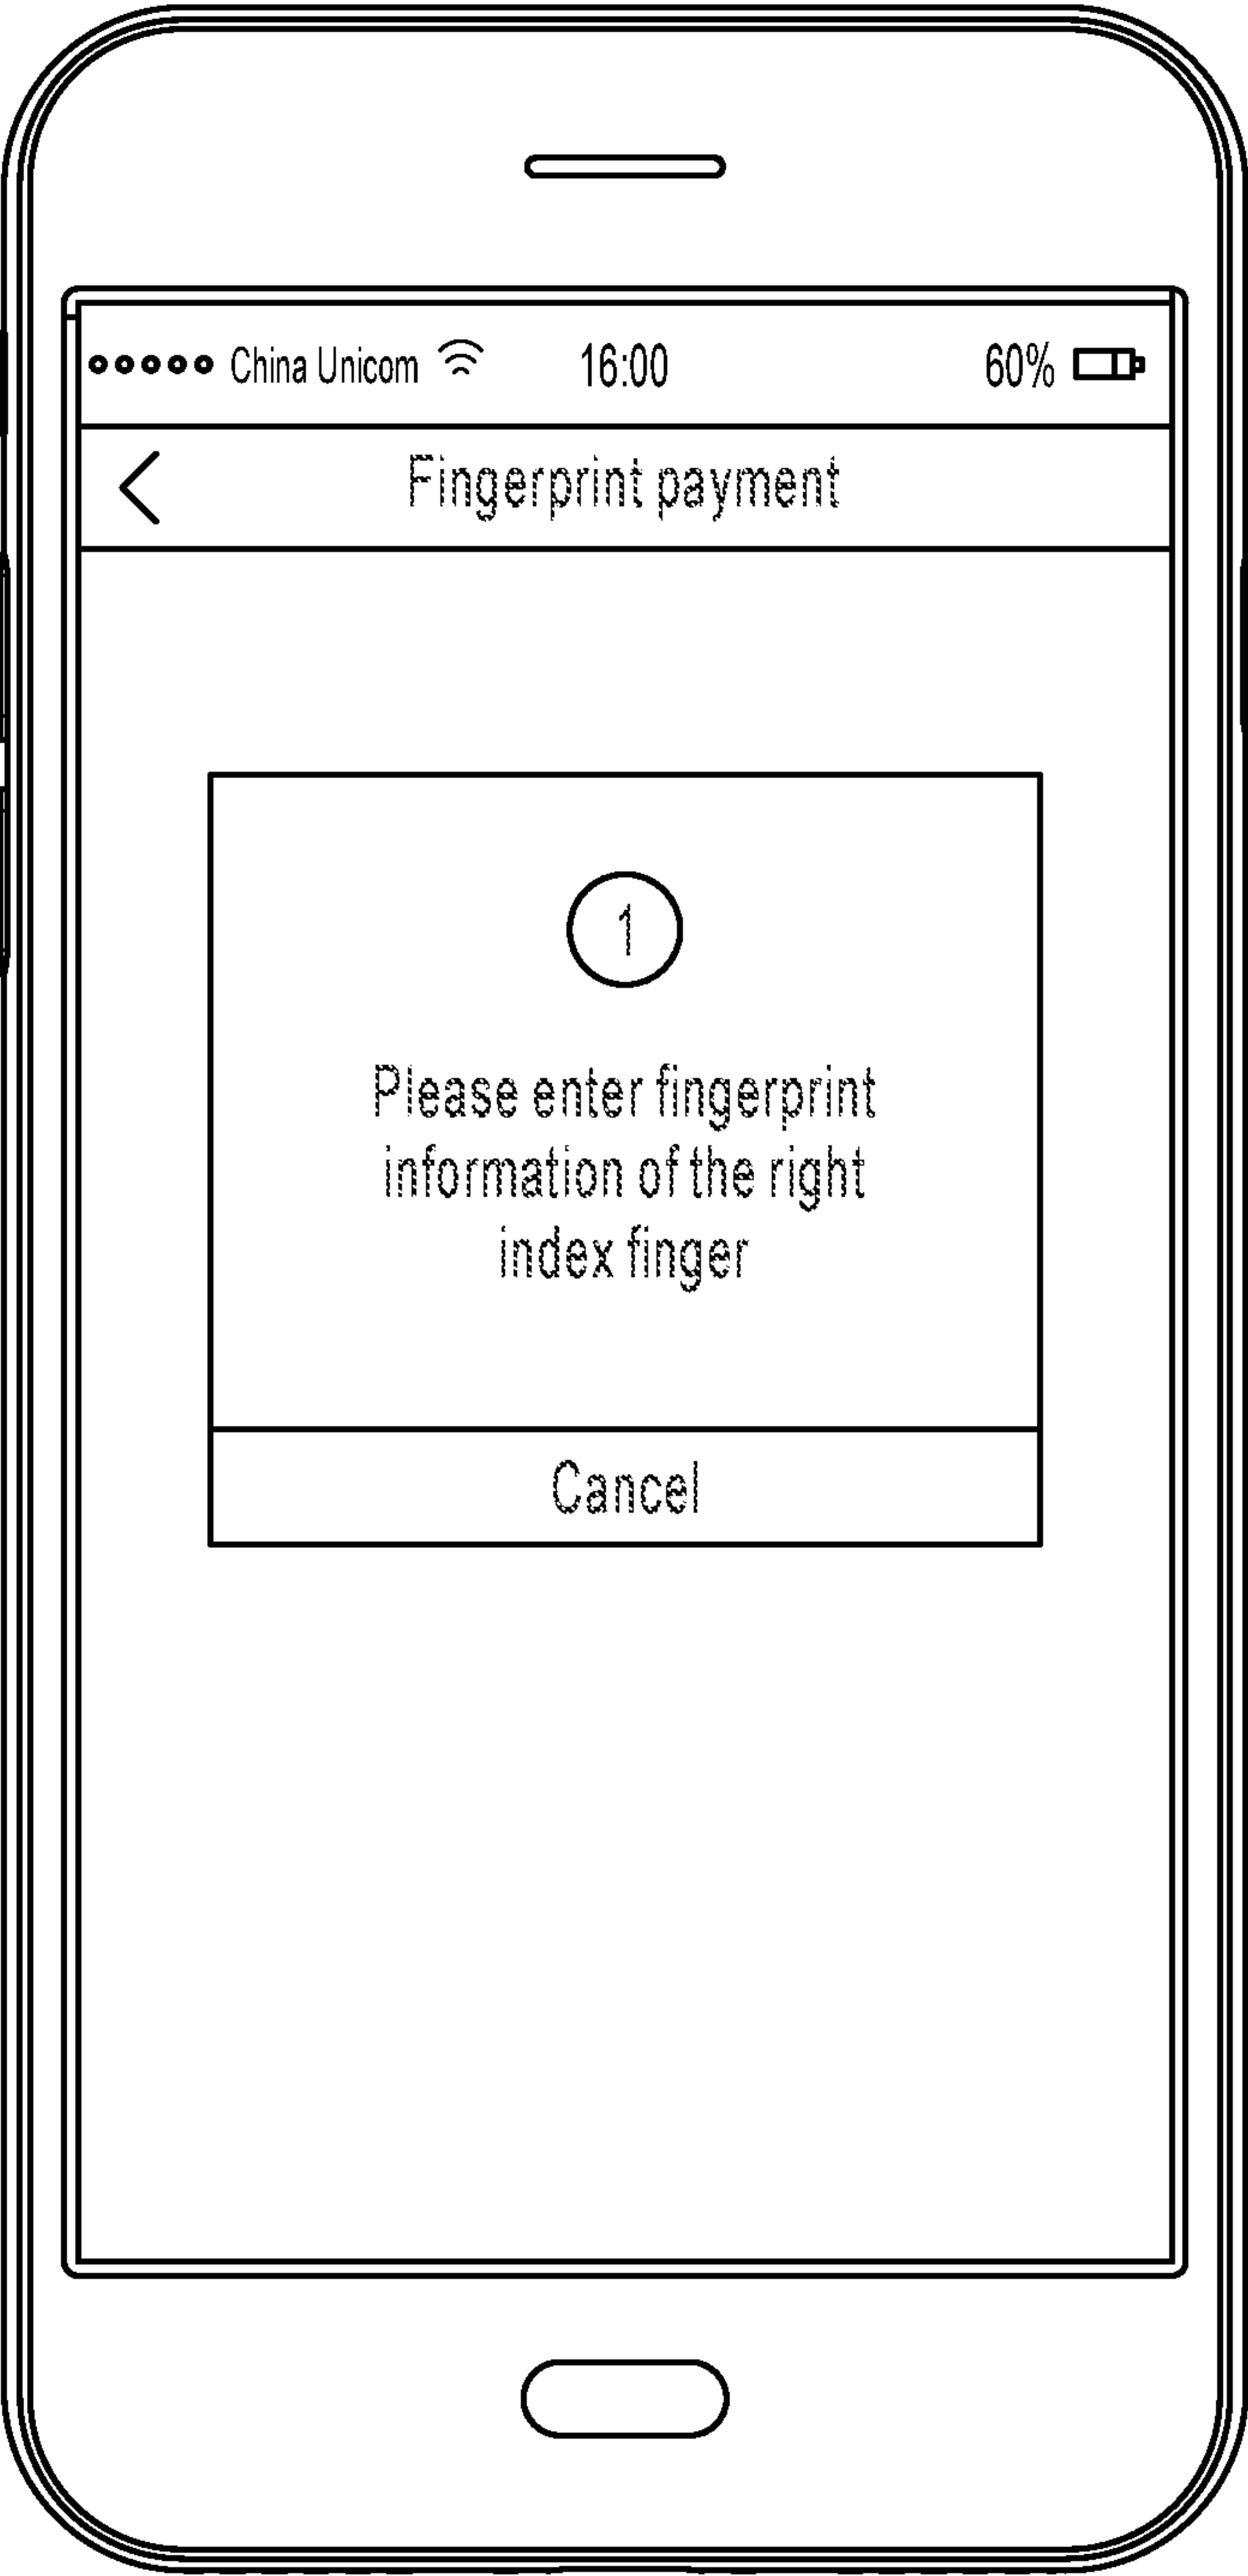 China Unicom 16:00 60%
Fingerprint payment
1
Please enter fingerprint
information of the right
index finger
Cancel